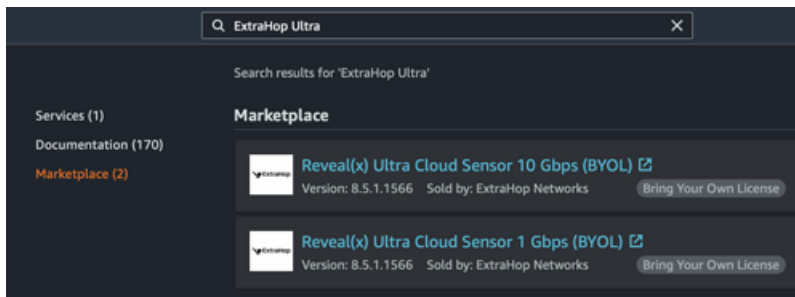 ExtraHop Ultra
Search results for 'ExtraHop Ultra'
Services (1)
Documentation (170)
Marketplace (2)
Marketplace
ExtraHop
Reveal(x) Ultra Cloud Sensor 10 Gbps (BYOL)
Version: 8.5.1.1566 Sold by: ExtraHop Networks Bring Your Own License
ExtraHop
Reveal(x) Ultra Cloud Sensor 1 Gbps (BYOL)
Version: 8.5.1.1566 Sold by: ExtraHop Networks Bring Your Own License